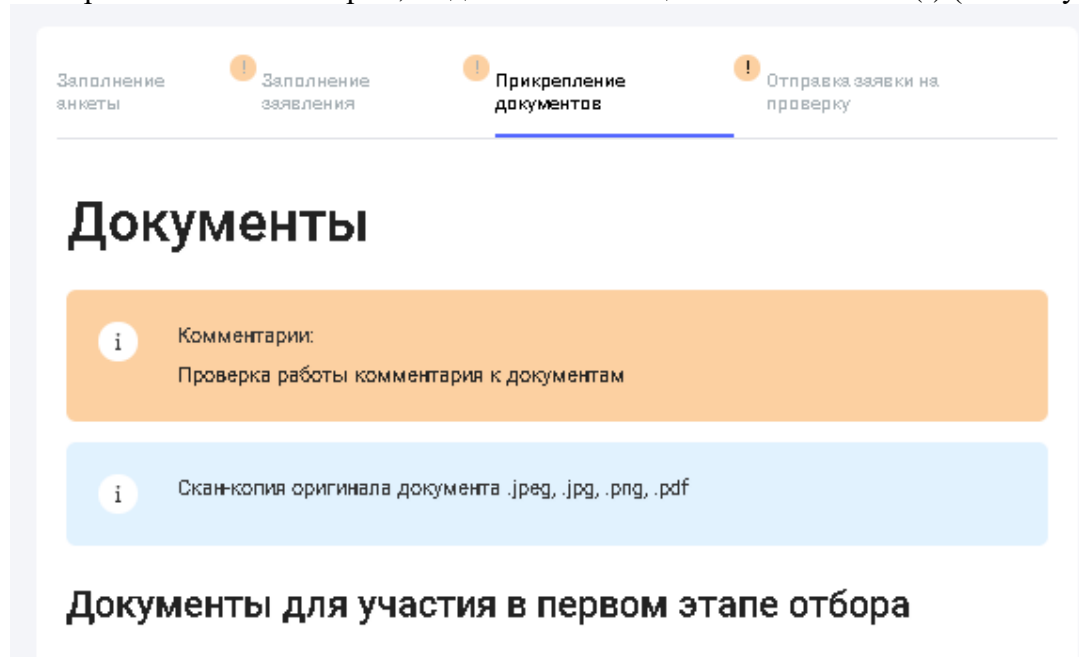 Заполнение
анкеты
!
Заполнение
заявления
!
Прикрепление
документов
!
Отправка заявки на
проверку
Документы
i
Комментарии:
Проверка работы комментария к документам
i
Скан-копия оригинала документа .jpeg, .jpg, .png, .pdf
Документы для участия в первом этапе отбора